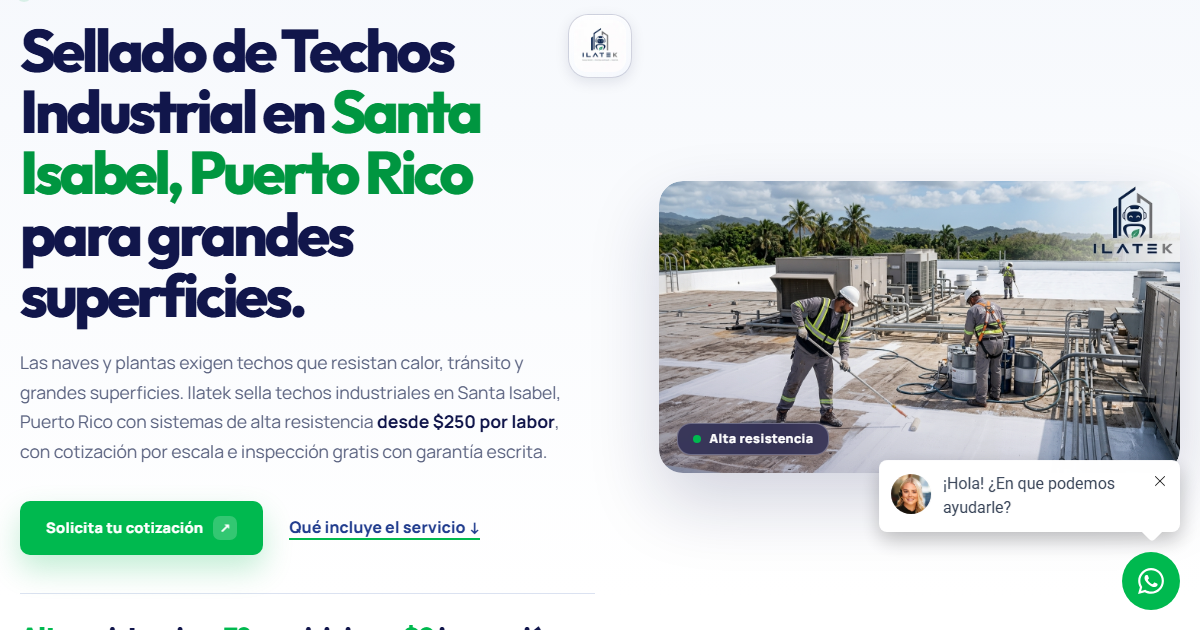 Sellado de Techos
Industrial en Santa
Isabel, Puerto Rico
para grandes
superficies.
Las naves y plantas exigen techos que resistan calor, tránsito y
grandes superficies. Ilatek sella techos industriales en Santa Isabel,
Puerto Rico con sistemas de alta resistencia desde $250 por labor,
con cotización por escala e inspección gratis con garantía escrita.
Solicita tu cotización ↗
Qué incluye el servicio ↓
ILATEK
ILATEK
Alta resistencia
¡Hola! ¿En que podemos
ayudarle?